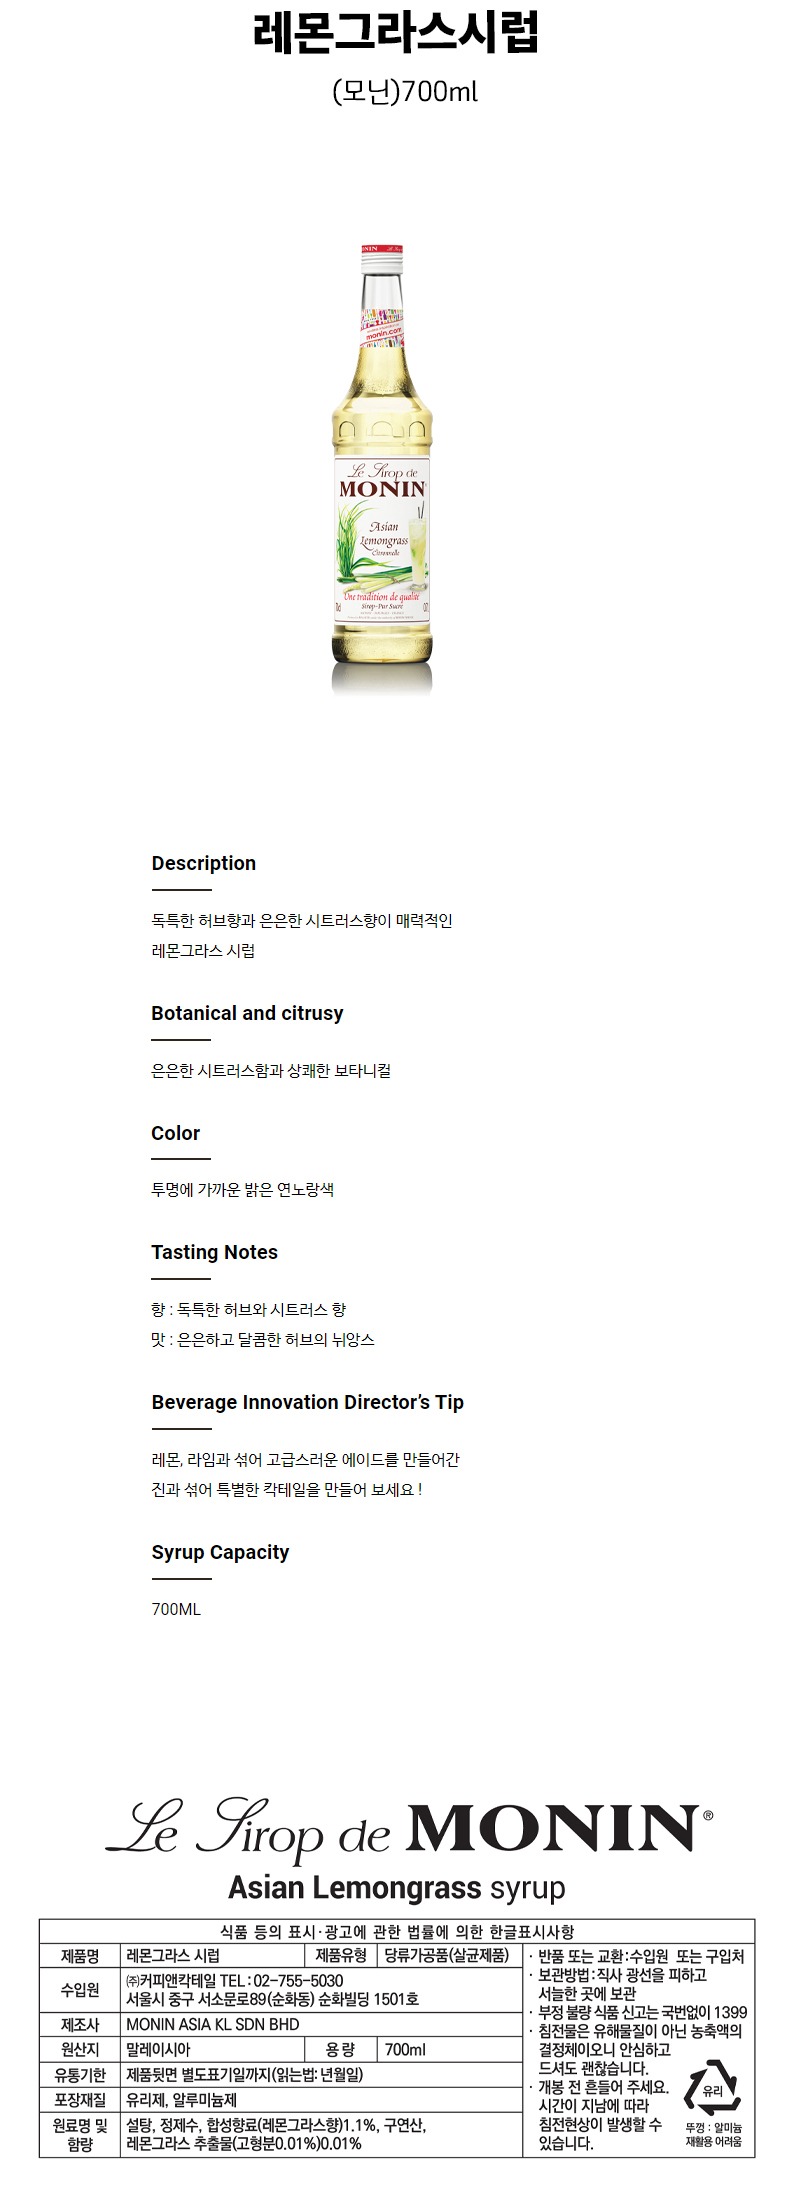 레몬그라스시럽
(모닌)700ml
MONIN
monin.com
Le Sirop de
MONIN
Asian
Lemongrass
Citronnelle
Une tradition de qualité
Sirop-Pur Sucre
Description
독특한 허브향과 은은한 시트러스향이 매력적인
레몬그라스 시럽
Botanical and citrusy
은은한 시트러스함과 상쾌한 보타니컬
Color
투명에 가까운 밝은 연노랑색
Tasting Notes
향 : 독특한 허브와 시트러스 향
맛 : 은은하고 달콤한 허브의 뉘앙스
Beverage Innovation Director’s Tip
레몬, 라임과 섞어 고급스러운 에이드를 만들어간
진과 섞어 특별한 칵테일을 만들어 보세요 !
Syrup Capacity
700ML
Le Sirop de MONIN®
Asian Lemongrass syrup
식품 등의 표시·광고에 관한 법률에 의한 한글표시사항
제품명 레몬그라스 시럽 제품유형 당류가공품(살균제품)
수입원 ㈜커피앤칵테일 TEL : 02-755-5030
서울시 중구 서소문로89(순화동) 순화빌딩 1501호
제조사 MONIN ASIA KL SDN BHD
원산지 말레이시아 용 량 700ml
유통기한 제품뒷면 별도표기일까지(읽는법: 년월일)
포장재질 유리제, 알루미늄제
원료명 및 함량 설탕, 정제수, 합성향료(레몬그라스향)1.1%, 구연산,
레몬그라스 추출물(고형분0.01%)0.01%
· 반품 또는 교환:수입원 또는 구입처
· 보관방법:직사 광선을 피하고
서늘한 곳에 보관
· 부정 불량 식품 신고는 국번없이 1399
· 침전물은 유해물질이 아닌 농축액의
결정체이오니 안심하고
드셔도 괜찮습니다.
· 개봉 전 흔들어 주세요.
시간이 지남에 따라
침전현상이 발생할 수
있습니다.
유리
뚜껑 : 알미늄
재활용 어려움